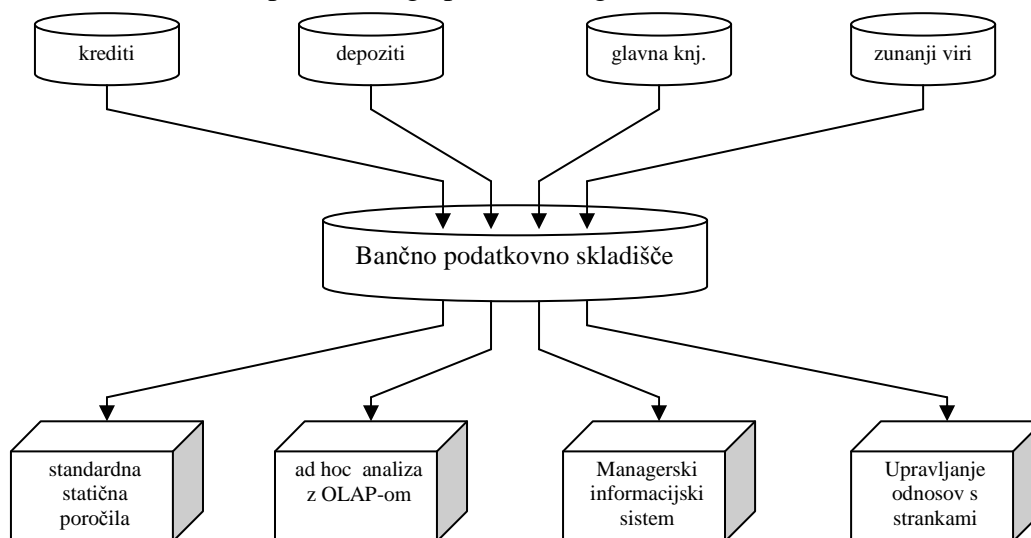 krediti
depoziti
glavna knj.
zunanji viri
Bančno podatkovno skladišče
standardna
statična
poročila
ad hoc analiza
z OLAP-om
Managerski
informacijski
sistem
Upravljanje
odnosov s
strankami